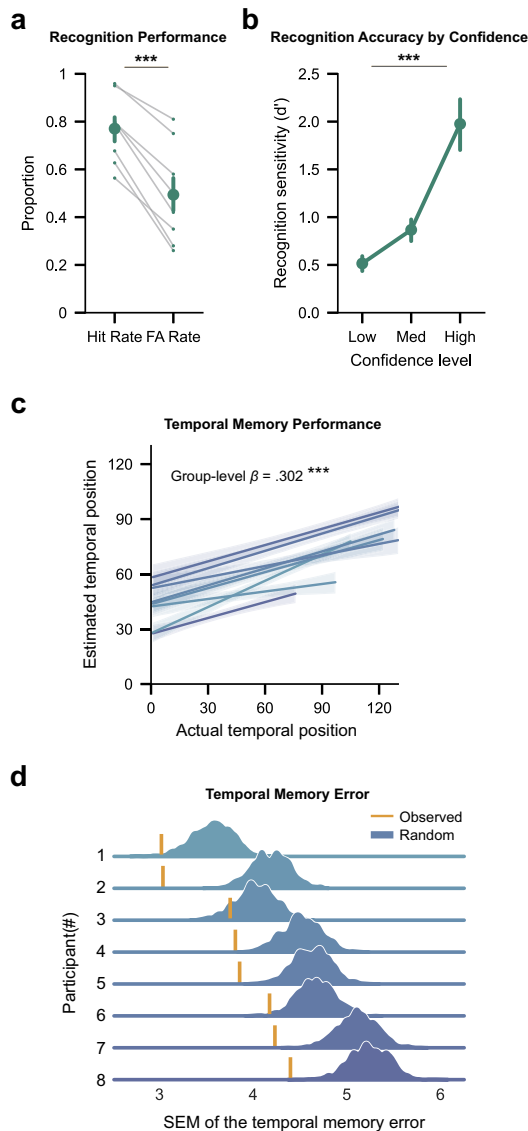 a
Recognition Performance
***
1
0.8
0.6
0.4
0.2
0
Proportion
Hit Rate FA Rate
b
Recognition Accuracy by Confidence
***
2.5
2.0
1.5
1.0
0.5
0.0
Recognition sensitivity (d')
Low Med High
Confidence level
c
Temporal Memory Performance
Group-level β = .302 ***
120
90
60
30
0
Estimated temporal position
0 30 60 90 120
Actual temporal position
d
Temporal Memory Error
Observed
Random
1
2
3
4
5
6
7
8
Participant(#)
3 4 5 6
SEM of the temporal memory error